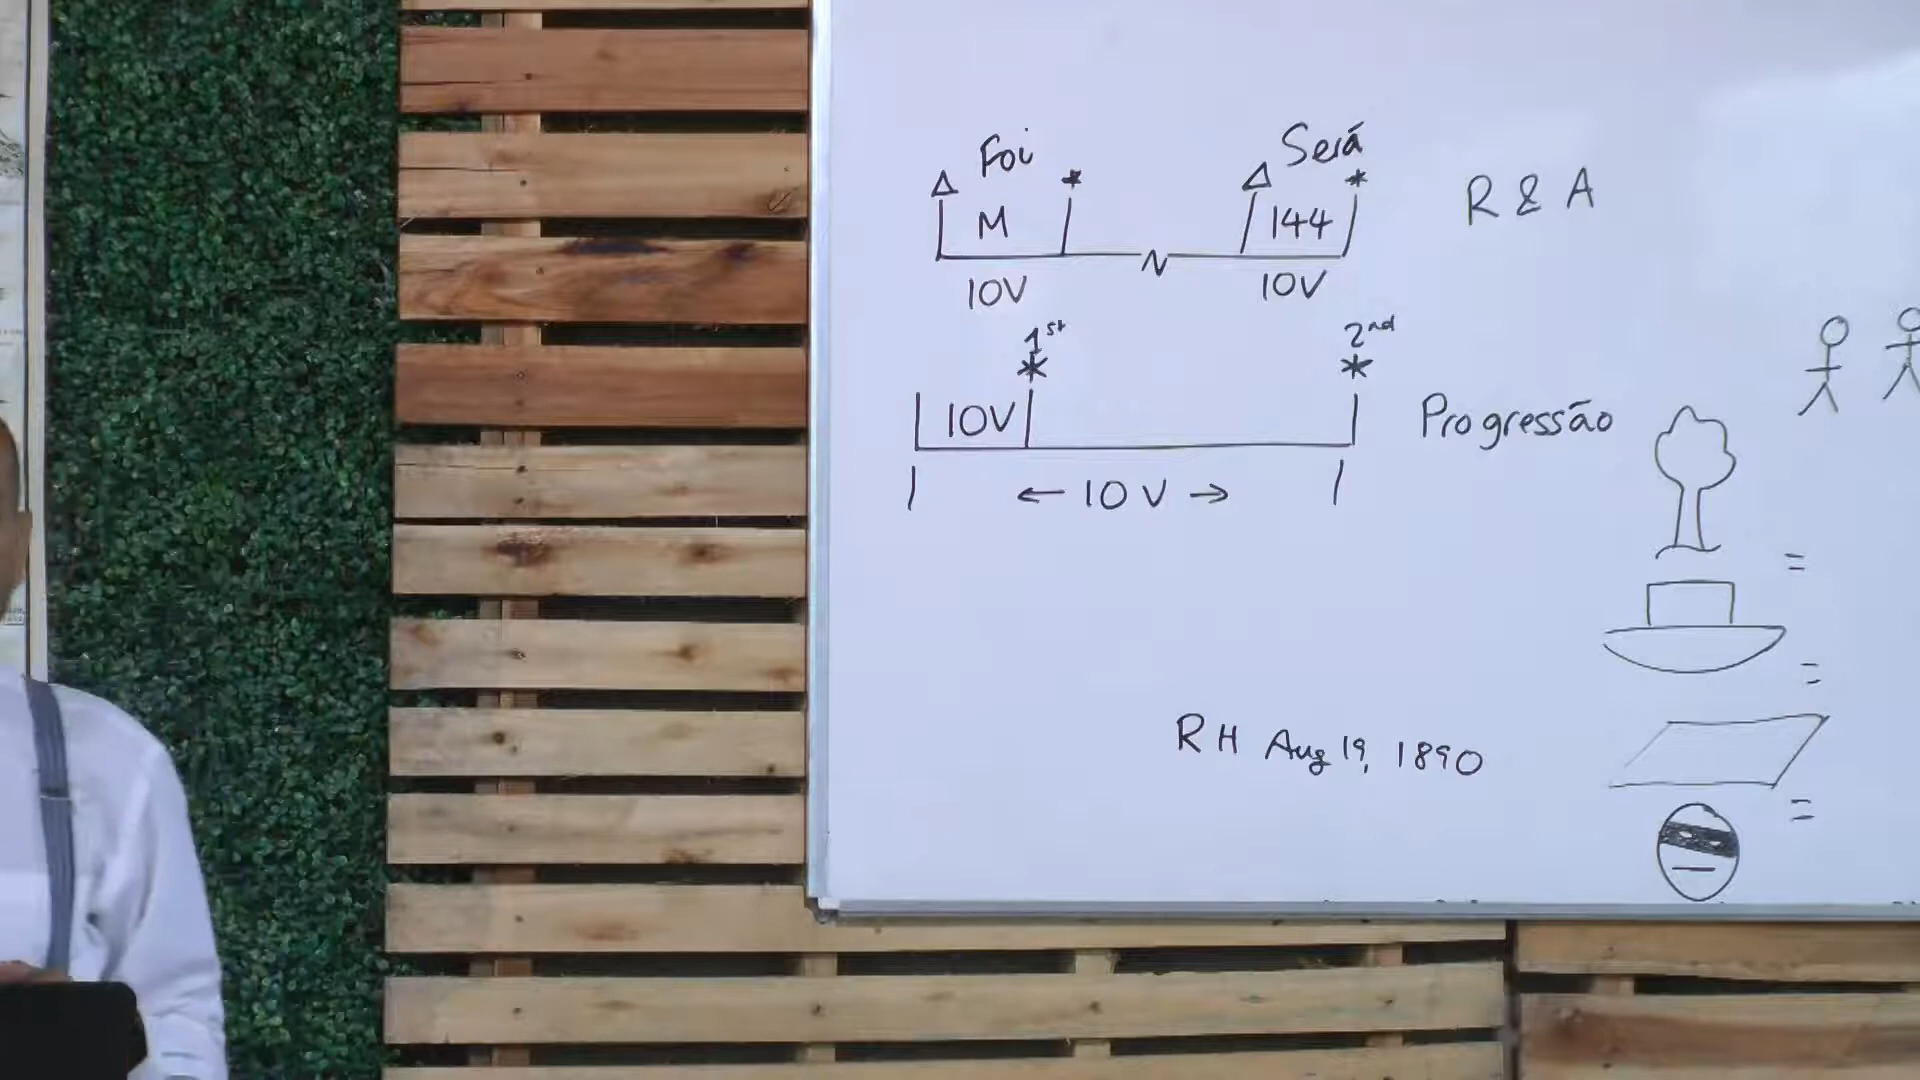 Foi Será
M 144 R & A
10V 10V
1st 2nd
10V Progressão
← 10V →
RH Aug 19, 1890